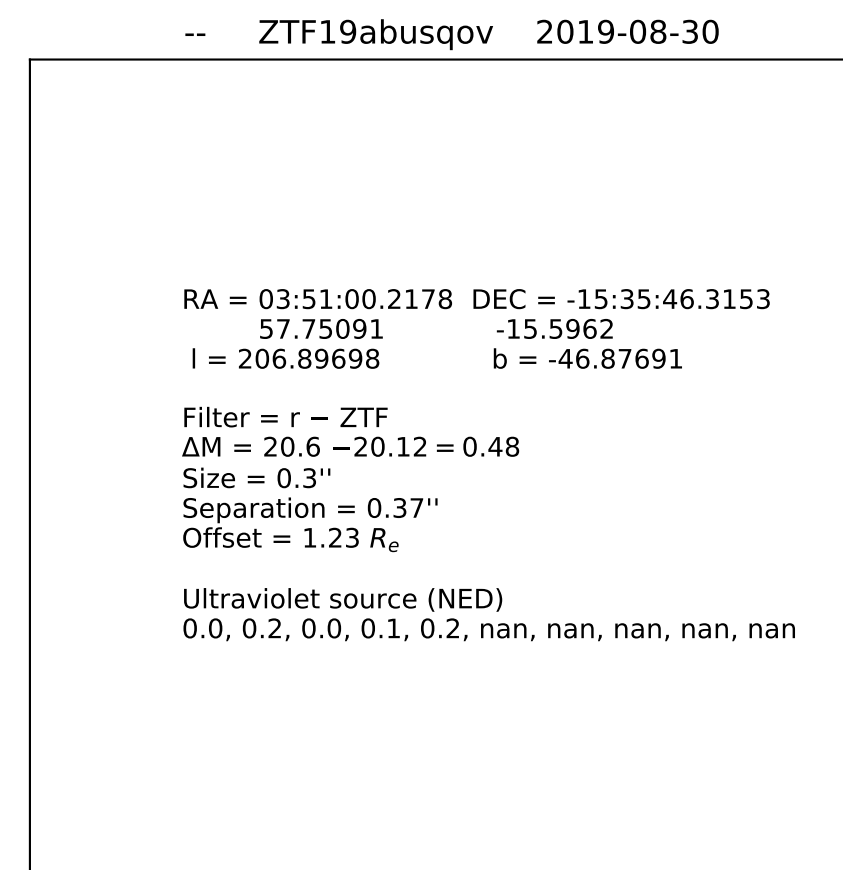 -- ZTF19abusqov 2019-08-30
RA = 03:51:00.2178 DEC = -15:35:46.3153
57.75091 -15.5962
l = 206.89698 b = -46.87691
Filter = r − ZTF
ΔM = 20.6 −20.12 = 0.48
Size = 0.3''
Separation = 0.37''
Offset = 1.23 Rₑ
Ultraviolet source (NED)
0.0, 0.2, 0.0, 0.1, 0.2, nan, nan, nan, nan, nan